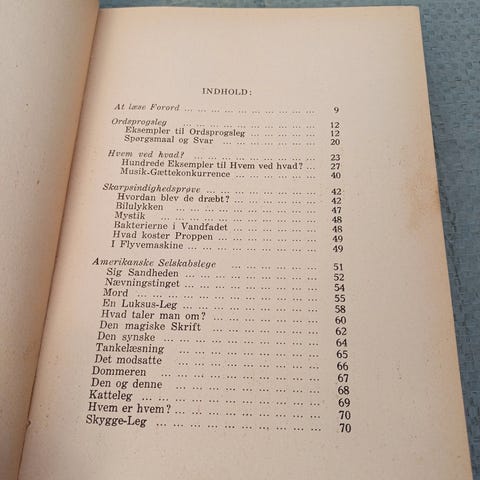 INDHOLD:
At læse Forord ... ... ... ... ... ... ... ... 9
Ordsprogsleg ... ... ... ... ... ... ... ... 12
Eksempler til Ordsprogsleg ... ... ... ... 12
Spørgsmaal og Svar ... ... ... ... ... ... 20
Hvem ved hvad? ... ... ... ... ... ... ... 23
Hundrede Eksempler til Hvem ved hvad? ... 27
Musik-Gættekonkurrence ... ... ... ... ... 40
Skarpsindighedsprøve ... ... ... ... ... ... 42
Hvordan blev de dræbt? ... ... ... ... ... 42
Bilulykken ... ... ... ... ... ... ... ... 47
Mystik ... ... ... ... ... ... ... ... ... 48
Bakterierne i Vandfadet ... ... ... ... ... 48
Hvad koster Proppen ... ... ... ... ... ... 49
I Flyvemaskine ... ... ... ... ... ... ... 49
Amerikanske Selskabslege ... ... ... ... ... 51
Sig Sandheden ... ... ... ... ... ... ... 52
Nævningstinget ... ... ... ... ... ... ... 54
Mord ... ... ... ... ... ... ... ... ... 55
En Luksus-Leg ... ... ... ... ... ... ... 58
Hvad taler man om? ... ... ... ... ... ... 60
Den magiske Skrift ... ... ... ... ... ... 62
Den synske ... ... ... ... ... ... ... ... 64
Tankelæsning ... ... ... ... ... ... ... 65
Det modsatte ... ... ... ... ... ... ... 66
Dommeren ... ... ... ... ... ... ... ... 67
Den og denne ... ... ... ... ... ... ... 68
Katteleg ... ... ... ... ... ... ... ... 69
Hvem er hvem? ... ... ... ... ... ... ... 70
Skygge-Leg ... ... ... ... ... ... ... ... 70